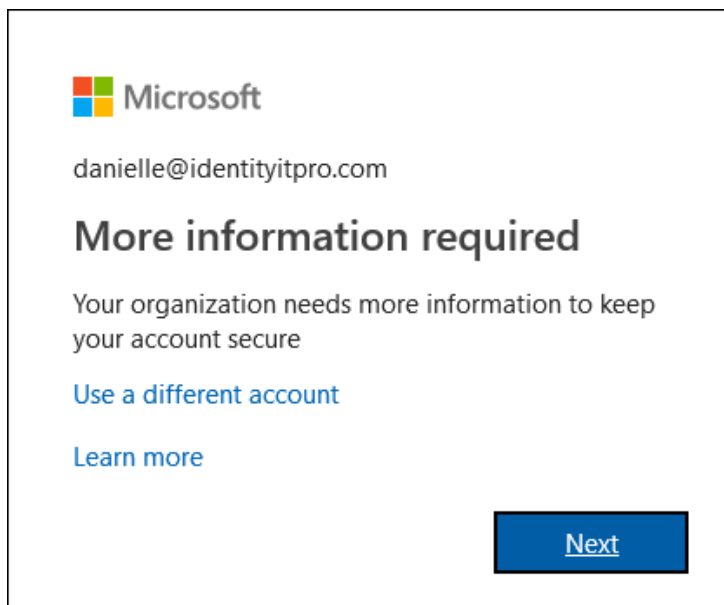 Microsoft
danielle@identityitpro.com
More information required
Your organization needs more information to keep
your account secure
Use a different account
Learn more
Next